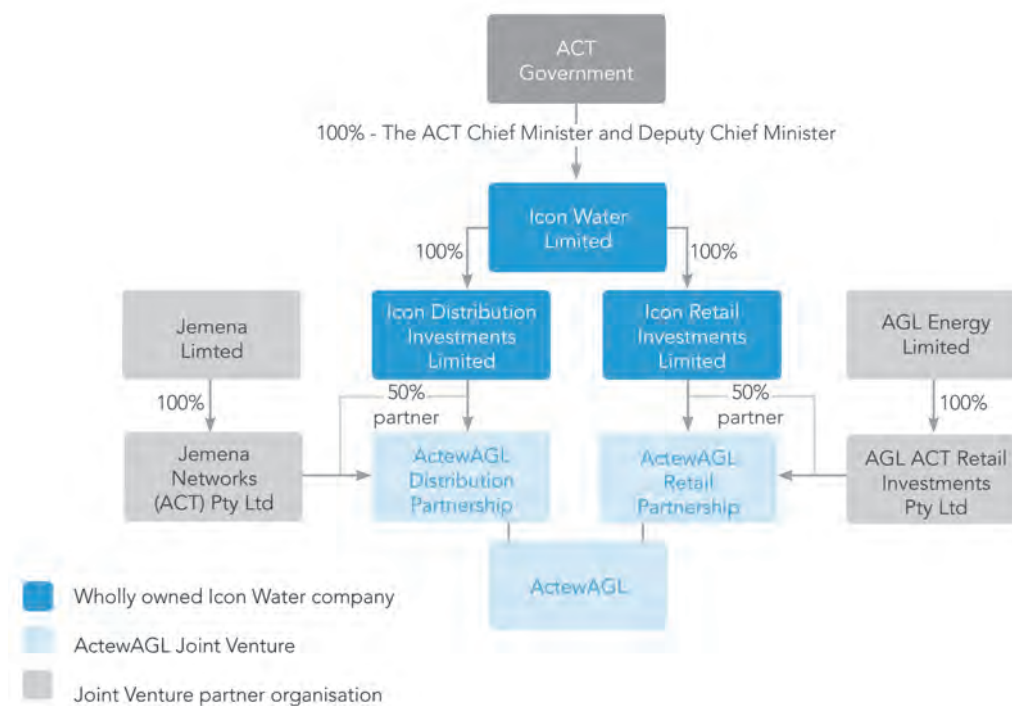 ACT
Government
100% - The ACT Chief Minister and Deputy Chief Minister
Icon Water
Limited
100%
100%
Jemena
Limted
Icon Distribution
Investments
Limited
Icon Retail
Investments
Limited
AGL Energy
Limited
100%
50%
partner
50%
partner
100%
Jemena
Networks
(ACT) Pty Ltd
ActewAGL
Distribution
Partnership
ActewAGL
Retail
Partnership
AGL ACT Retail
Investments
Pty Ltd
ActewAGL
Wholly owned Icon Water company
ActewAGL Joint Venture
Joint Venture partner organisation